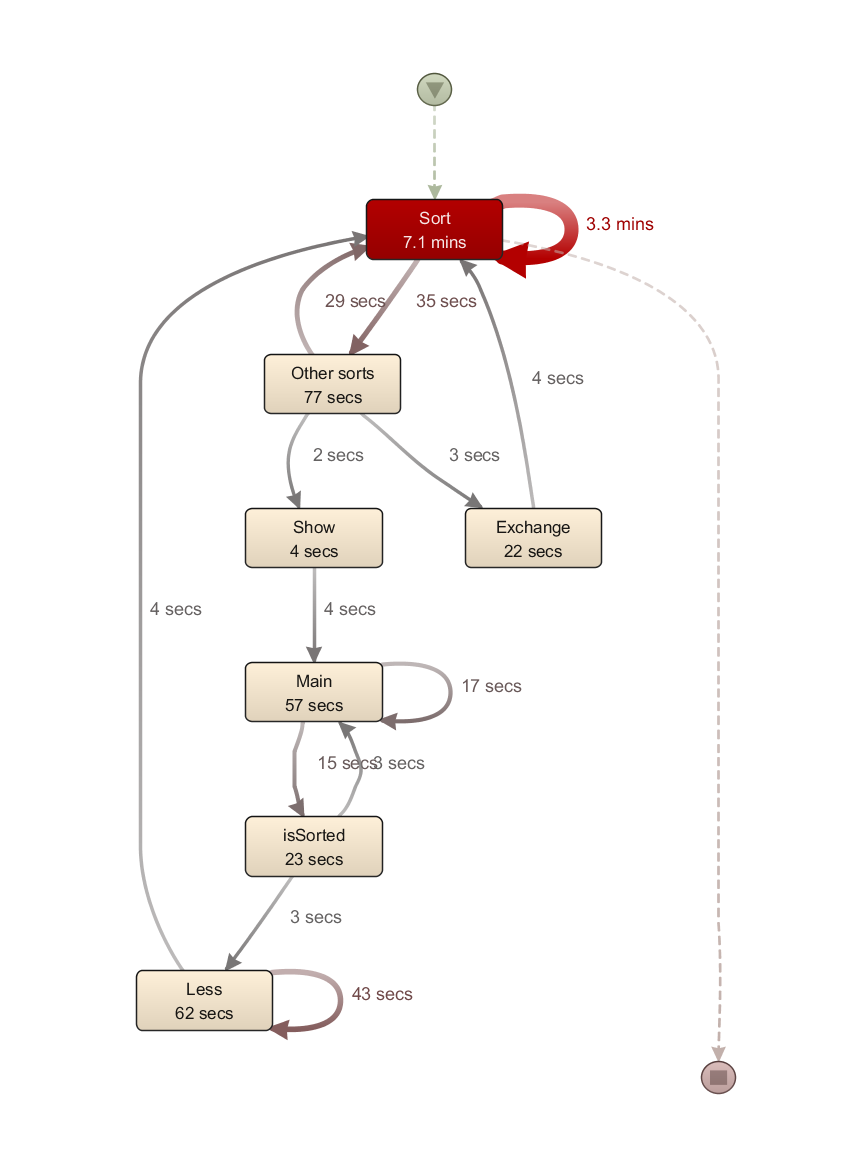 Sort
7.1 mins
3.3 mins
29 secs
35 secs
Other sorts
77 secs
4 secs
2 secs
3 secs
Show
4 secs
Exchange
22 secs
4 secs
4 secs
Main
57 secs
17 secs
15 secs
3 secs
isSorted
23 secs
3 secs
Less
62 secs
43 secs